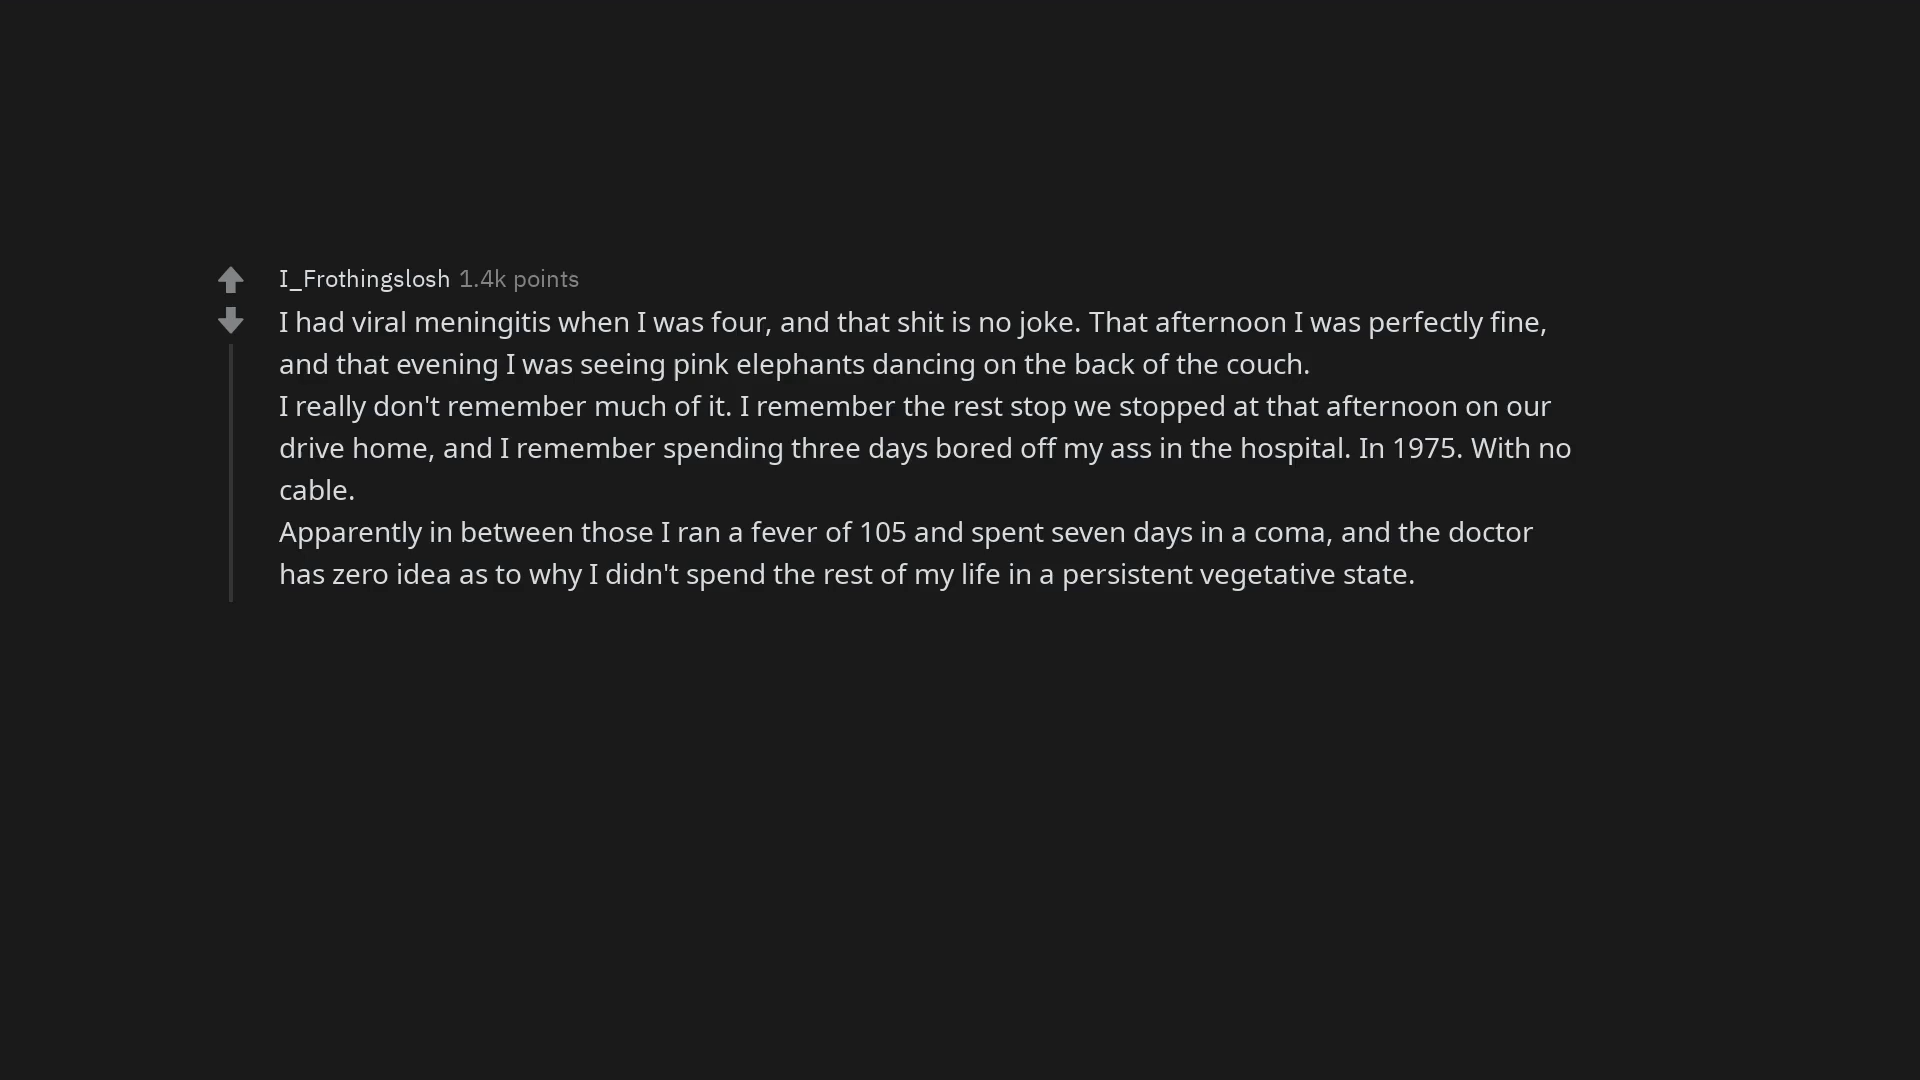 I_Frothingslosh 1.4k points
I had viral meningitis when I was four, and that shit is no joke. That afternoon I was perfectly fine,
and that evening I was seeing pink elephants dancing on the back of the couch.
I really don't remember much of it. I remember the rest stop we stopped at that afternoon on our
drive home, and I remember spending three days bored off my ass in the hospital. In 1975. With no
cable.
Apparently in between those I ran a fever of 105 and spent seven days in a coma, and the doctor
has zero idea as to why I didn't spend the rest of my life in a persistent vegetative state.